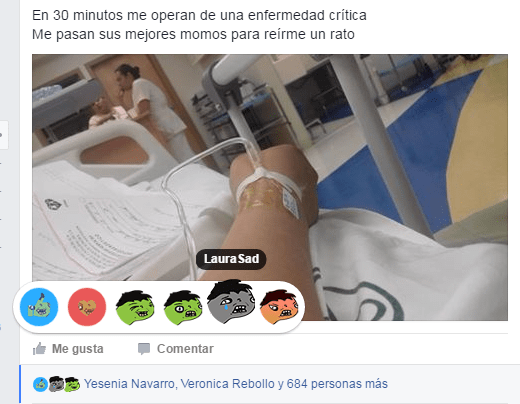 En 30 minutos me operan de una enfermedad crítica
Me pasan sus mejores momos para reírme un rato
Laura Sad
Me gusta
Comentar
Yesenia Navarro, Veronica Rebollo y 684 personas más